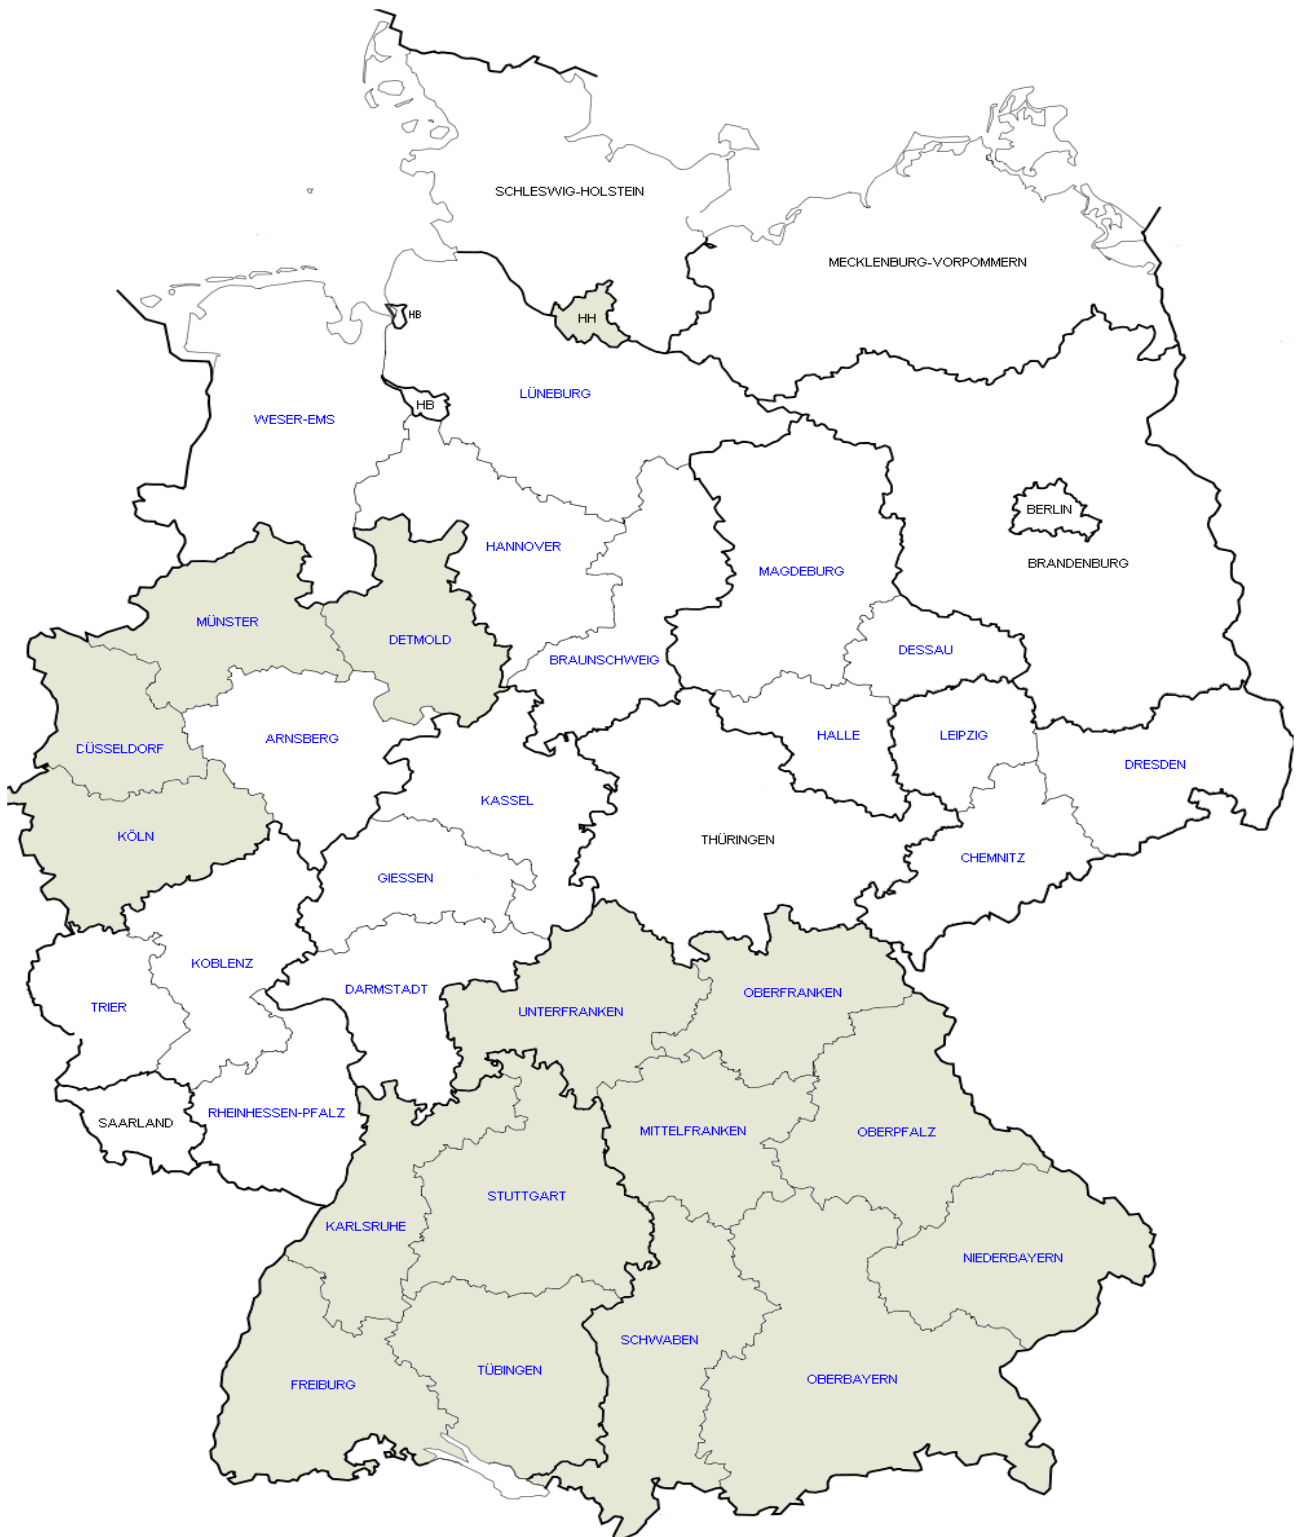 SCHLESWIG-HOLSTEIN
MECKLENBURG-VORPOMMERN
HB
HH
LÜNEBURG
HB
WESER-EMS
BERLIN
HANNOVER
BRANDENBURG
MAGDEBURG
MÜNSTER
DETMOLD
DESSAU
BRAUNSCHWEIG
ARNSBERG
HALLE
LEIPZIG
DÜSSELDORF
DRESDEN
KASSEL
KÖLN
THÜRINGEN
CHEMNITZ
GIESSEN
KOBLENZ
DARMSTADT
OBERFRANKEN
TRIER
UNTERFRANKEN
RHEINHESSEN-PFALZ
SAARLAND
MITTELFRANKEN
OBERPFALZ
STUTTGART
KARLSRUHE
NIEDERBAYERN
SCHWABEN
TÜBINGEN
OBERBAYERN
FREIBURG